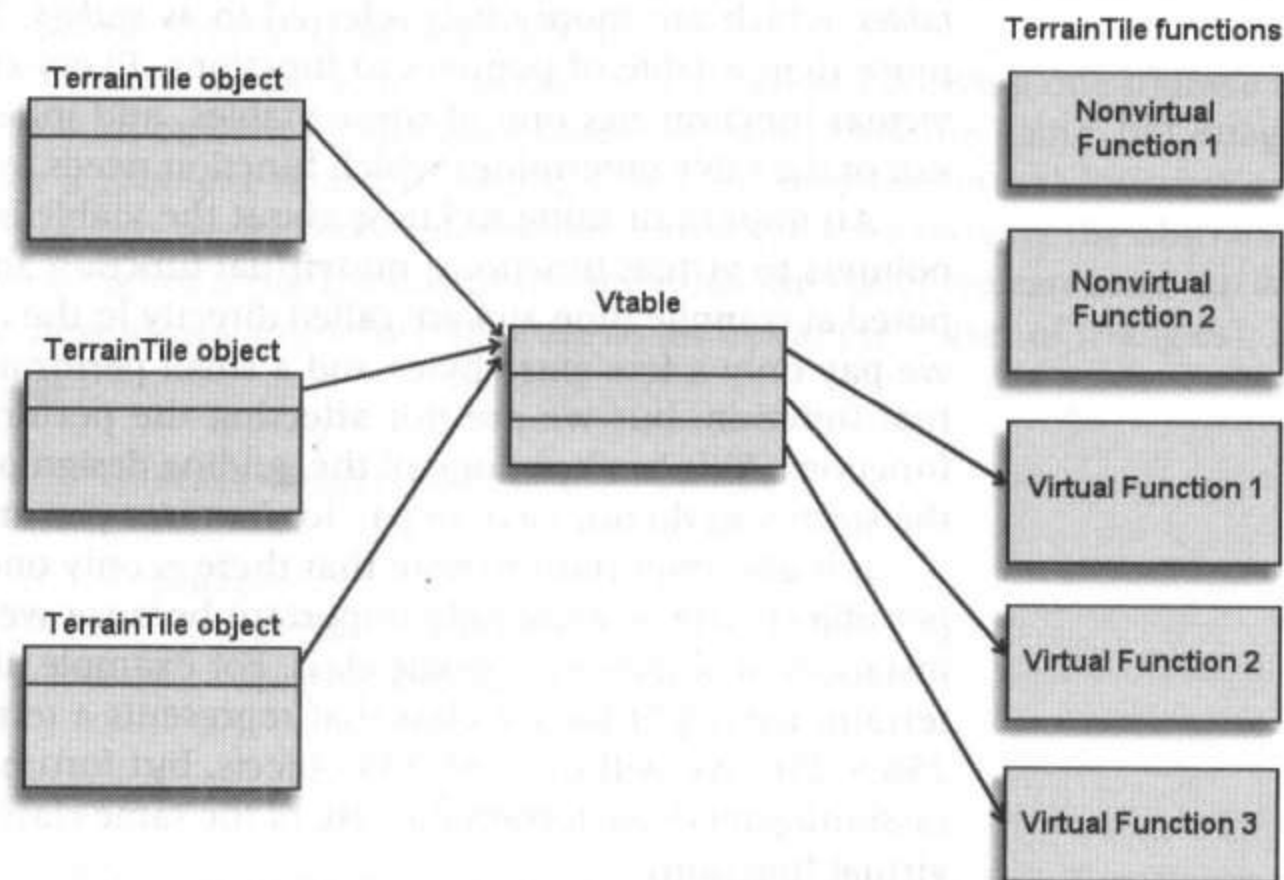 TerrainTile functions
TerrainTile object
Nonvirtual
Function 1
Nonvirtual
Function 2
Vtable
TerrainTile object
Virtual Function 1
TerrainTile object
Virtual Function 2
Virtual Function 3